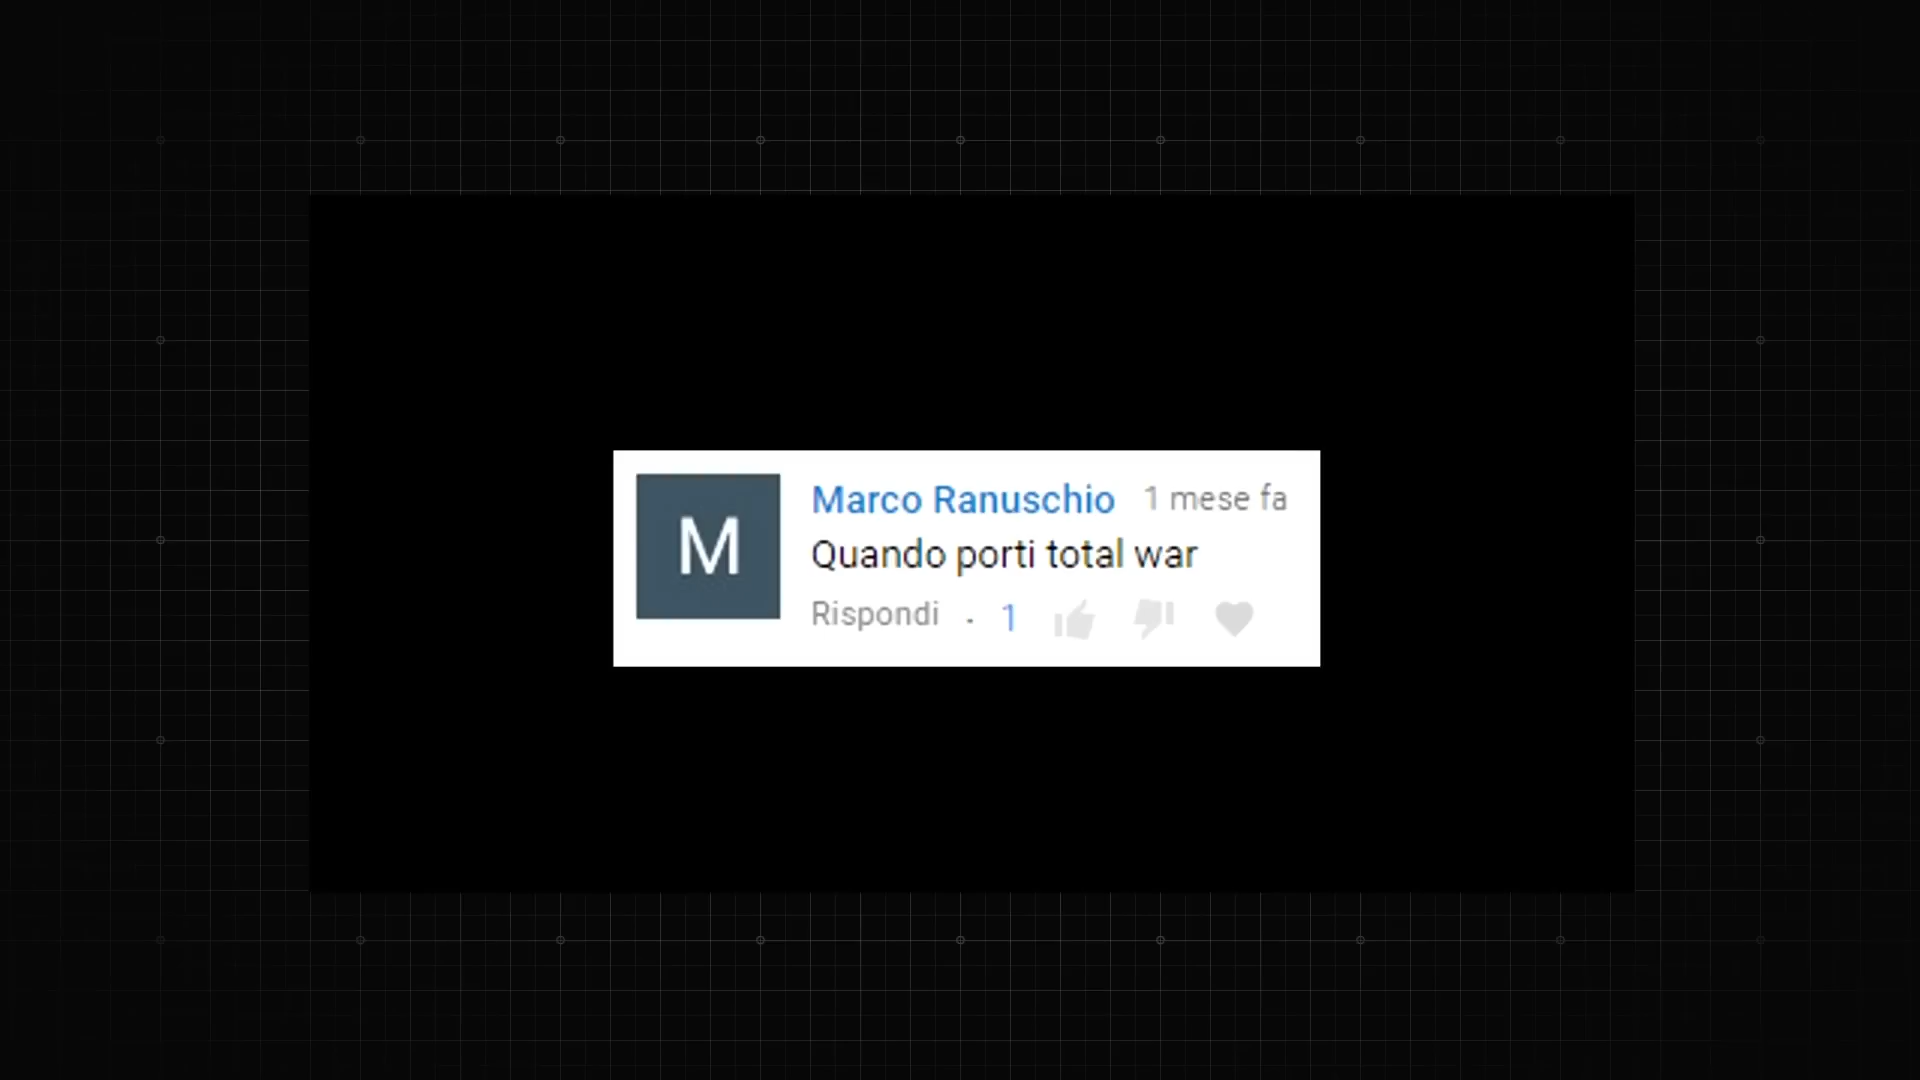 M
Marco Ranuschio 1 mese fa
Quando porti total war
Rispondi · 1